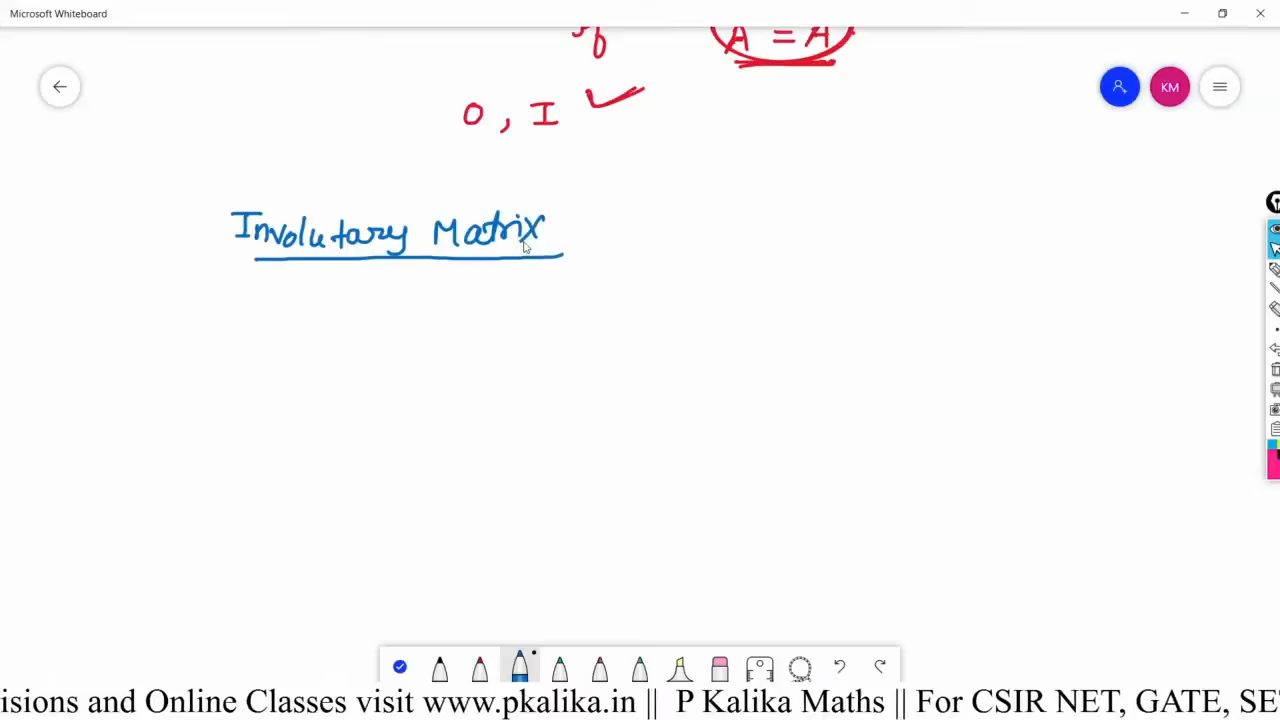 Microsoft Whiteboard
if A = A
O , I
KM
Involutary Matrix
isions and Online Classes visit www.pkalika.in || P Kalika Maths || For CSIR NET, GATE, SE